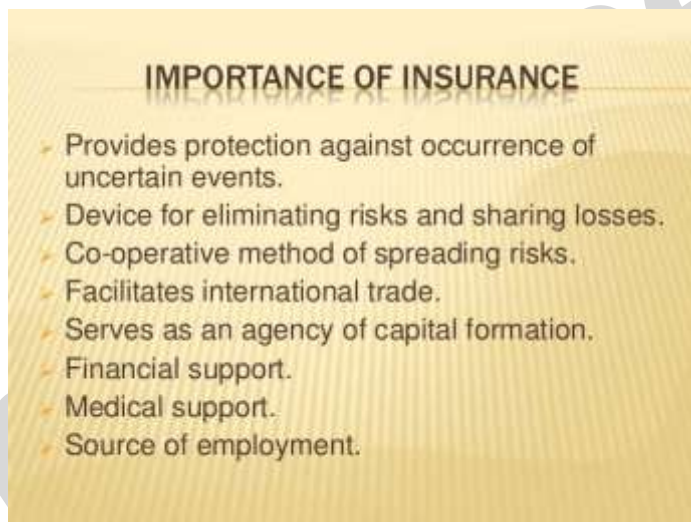 IMPORTANCE OF INSURANCE
Provides protection against occurrence of
uncertain events.
Device for eliminating risks and sharing losses.
Co-operative method of spreading risks.
Facilitates international trade.
Serves as an agency of capital formation.
Financial support.
Medical support.
Source of employment.